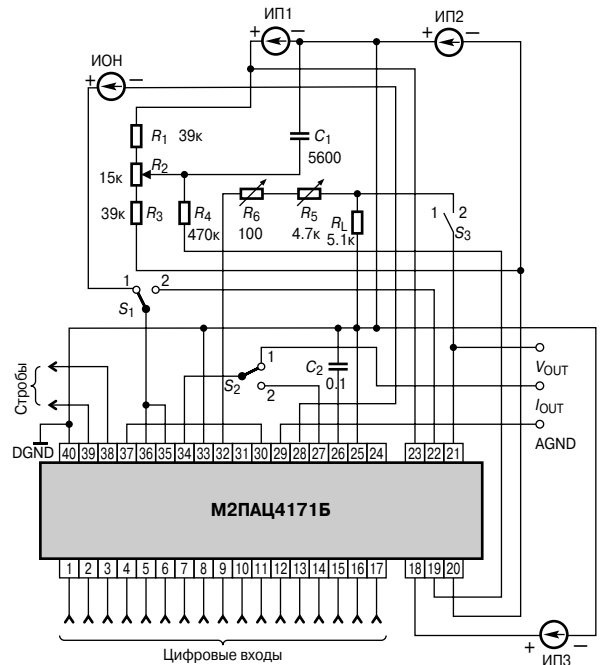 ИП1
ИП2
ИОН
+ −
+ −
+ −
R1 39к
C1
5600
15к R2
39к R3
R4
470к
R6
100
R5
4.7к
RL
5.1к
1 2
S3
1 2
S1
1
S2
2
C2
0.1
Стробы
VOUT
IOUT
AGND
DGND
40 39 38 37 36 35 34 33 32 31 30 29 28 27 26 25 24 23 22 21
М2ПАЦ4171Б
1 2 3 4 5 6 7 8 9 10 11 12 13 14 15 16 17 18 19 20
Цифровые входы
+ −
ИП3